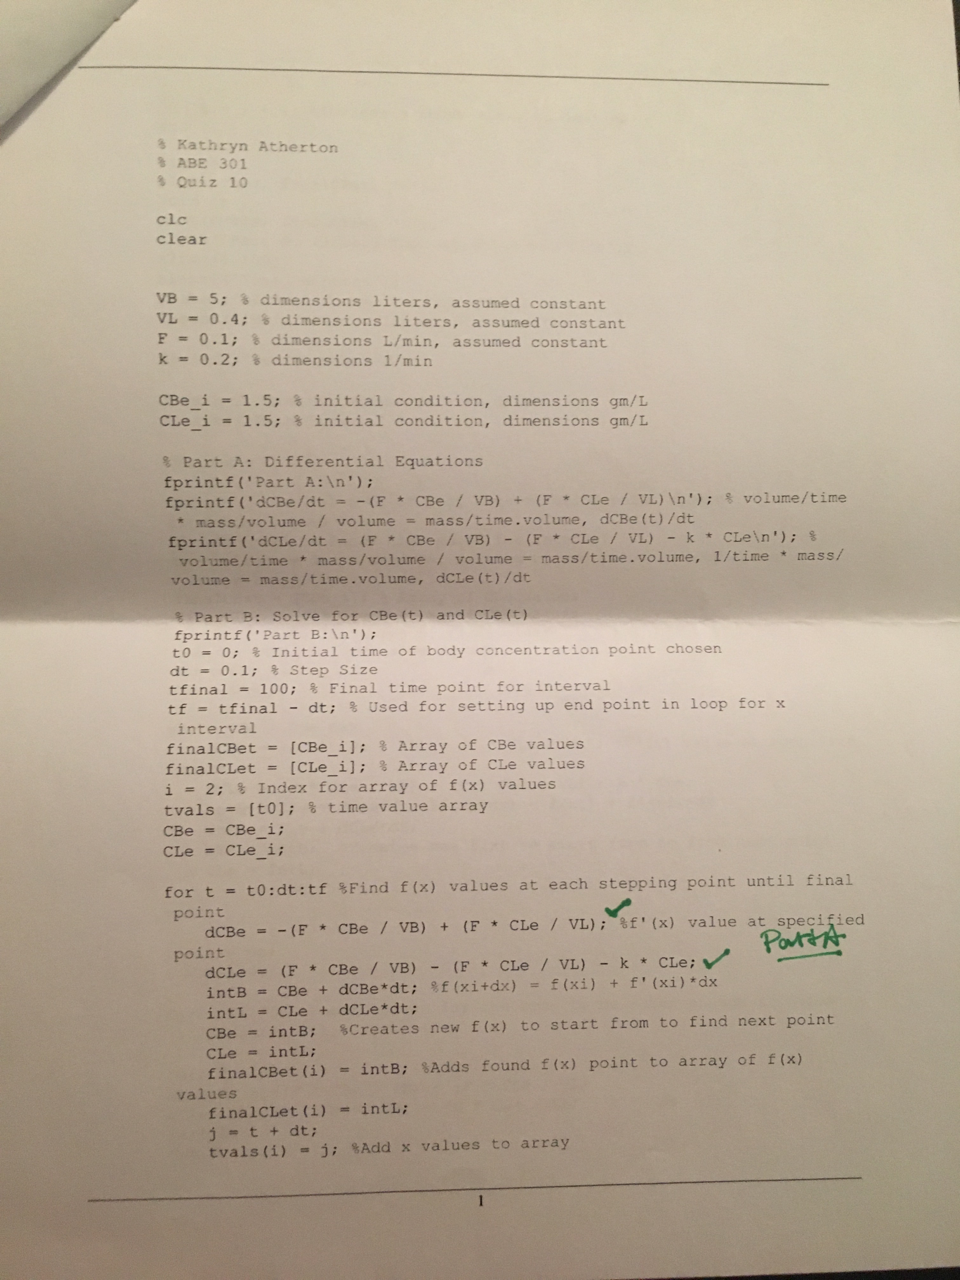 % Kathryn Atherton
% ABE 301
% Quiz 10
clc
clear
VB = 5; % dimensions liters, assumed constant
VL = 0.4; % dimensions liters, assumed constant
F = 0.1; % dimensions L/min, assumed constant
k = 0.2; % dimensions 1/min
CBe_i = 1.5; % initial condition, dimensions gm/L
CLe_i = 1.5; % initial condition, dimensions gm/L
% Part A: Differential Equations
fprintf('Part A:\n');
fprintf('dCBe/dt = -(F * CBe / VB) + (F * CLe / VL)\n'); % volume/time
* mass/volume / volume = mass/time.volume, dCBe(t)/dt
fprintf('dCLe/dt = (F * CBe / VB) - (F * CLe / VL) - k * CLe\n'); %
volume/time * mass/volume / volume = mass/time.volume, 1/time * mass/
volume = mass/time.volume, dCLe(t)/dt
% Part B: Solve for CBe(t) and CLe(t)
fprintf('Part B:\n');
t0 = 0; % Initial time of body concentration point chosen
dt = 0.1; % Step Size
tfinal = 100; % Final time point for interval
tf = tfinal - dt; % Used for setting up end point in loop for x
interval
finalCBet = [CBe_i]; % Array of CBe values
finalCLet = [CLe_i]; % Array of CLe values
i = 2; % Index for array of f(x) values
tvals = [t0]; % time value array
CBe = CBe_i;
CLe = CLe_i;
for t = t0:dt:tf %Find f(x) values at each stepping point until final
point
dCBe = -(F * CBe / VB) + (F * CLe / VL); ✓ %f'(x) value at specified
point
Part A
dCLe = (F * CBe / VB) - (F * CLe / VL) - k * CLe; ✓
intB = CBe + dCBe*dt; %f(xi+dx) = f(xi) + f'(xi)*dx
intL = CLe + dCLe*dt;
CBe = intB; %Creates new f(x) to start from to find next point
CLe = intL;
finalCBet(i) = intB; %Adds found f(x) point to array of f(x)
values
finalCLet(i) = intL;
j = t + dt;
tvals(i) = j; %Add x values to array
1